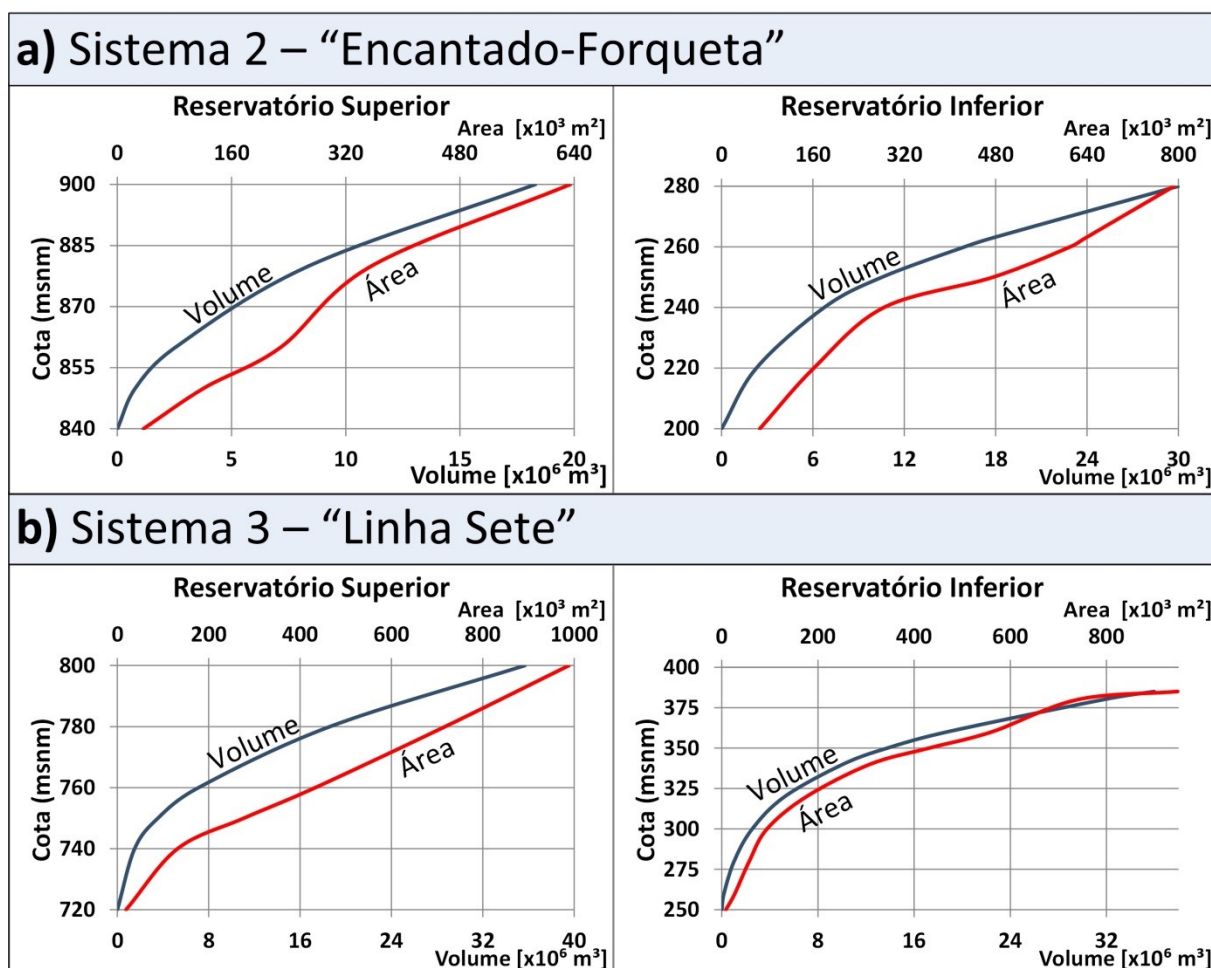 a) Sistema 2 – “Encantado-Forqueta”
Reservatório Superior
Area [x10³ m²]
0 160 320 480 640
Cota (msnm)
900
885
870
855
840
Volume
Área
0 5 10 15 20
Volume [x10⁶ m³]
Reservatório Inferior
Area [x10³ m²]
0 160 320 480 640 800
Cota (msnm)
280
260
240
220
200
Volume
Área
0 6 12 18 24 30
Volume [x10⁶ m³]
b) Sistema 3 – “Linha Sete”
Reservatório Superior
Area [x10³ m²]
0 200 400 600 800 1000
Cota (msnm)
800
780
760
740
720
Volume
Área
0 8 16 24 32 40
Volume [x10⁶ m³]
Reservatório Inferior
Area [x10³ m²]
0 200 400 600 800
Cota (msnm)
400
375
350
325
300
275
250
Volume
Área
0 8 16 24 32
Volume [x10⁶ m³]